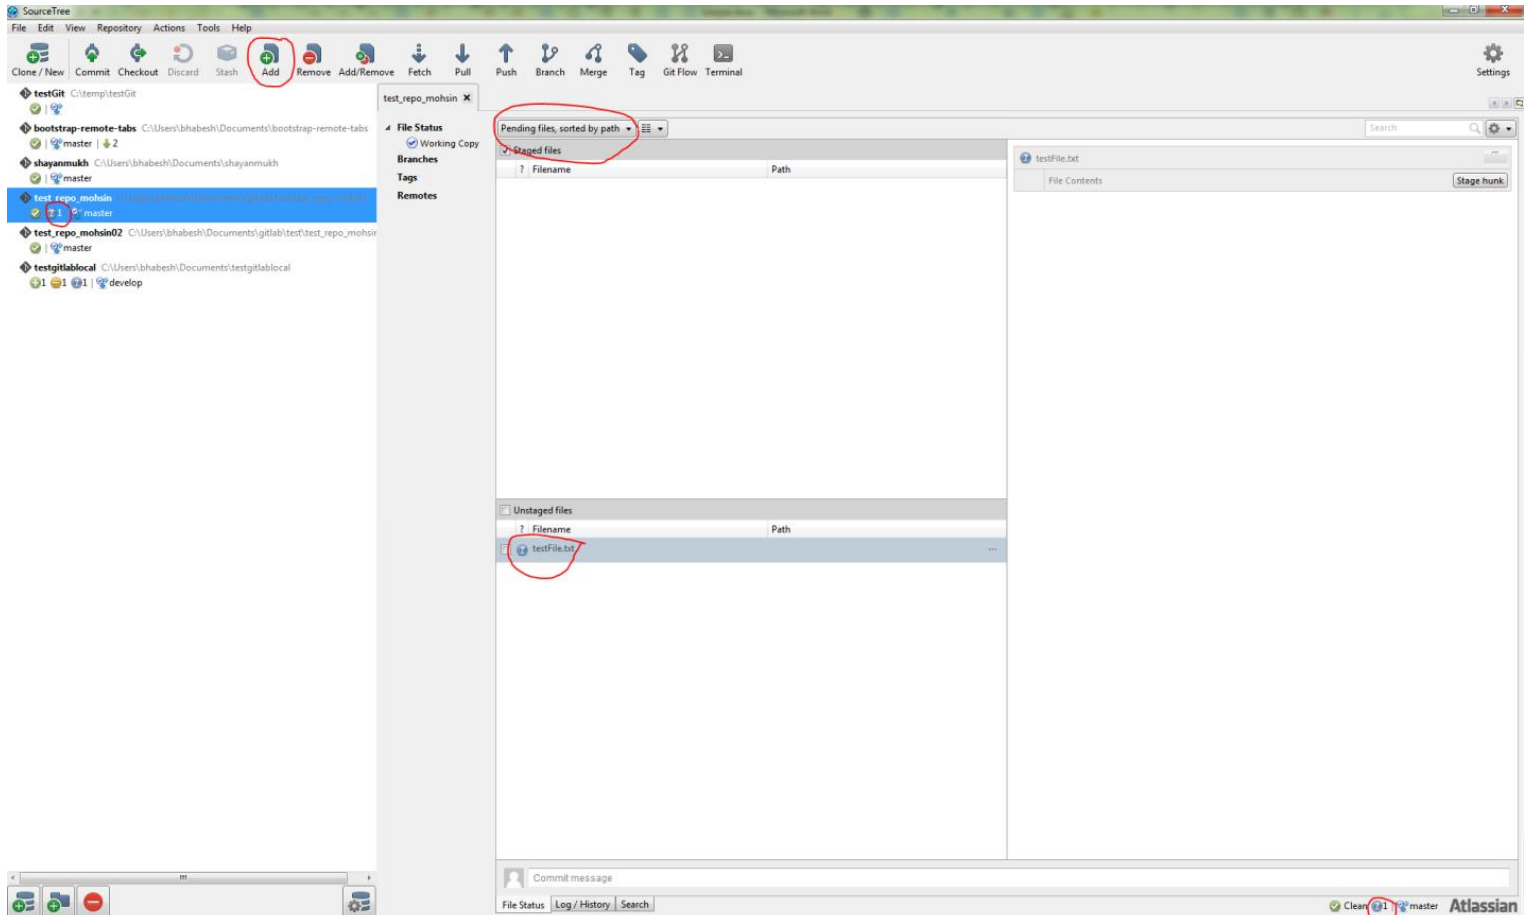 SourceTree
File Edit View Repository Actions Tools Help
Clone / New Commit Checkout Discard Stash Add Remove Add/Remove Fetch Pull Push Branch Merge Tag Git Flow Terminal Settings
testGit C:\temp\testGit
bootstrap-remote-tabs C:\Users\bhabesh\Documents\bootstrap-remote-tabs
master | 2
shayanmukh C:\Users\bhabesh\Documents\shayanmukh
master
test_repo_mohsin
1 master
test_repo_mohsin02 C:\Users\bhabesh\Documents\gitlab\test\test_repo_mohsin
master
testgitlablocal C:\Users\bhabesh\Documents\testgitlablocal
1 1 1 | develop
test_repo_mohsin
File Status
Working Copy
Branches
Tags
Remotes
Pending files, sorted by path
Search
Staged files
? Filename Path
Unstaged files
? Filename Path
testFile.txt
testFile.txt
File Contents
Stage hunk
Commit message
File Status Log / History Search
Clean 1 master Atlassian